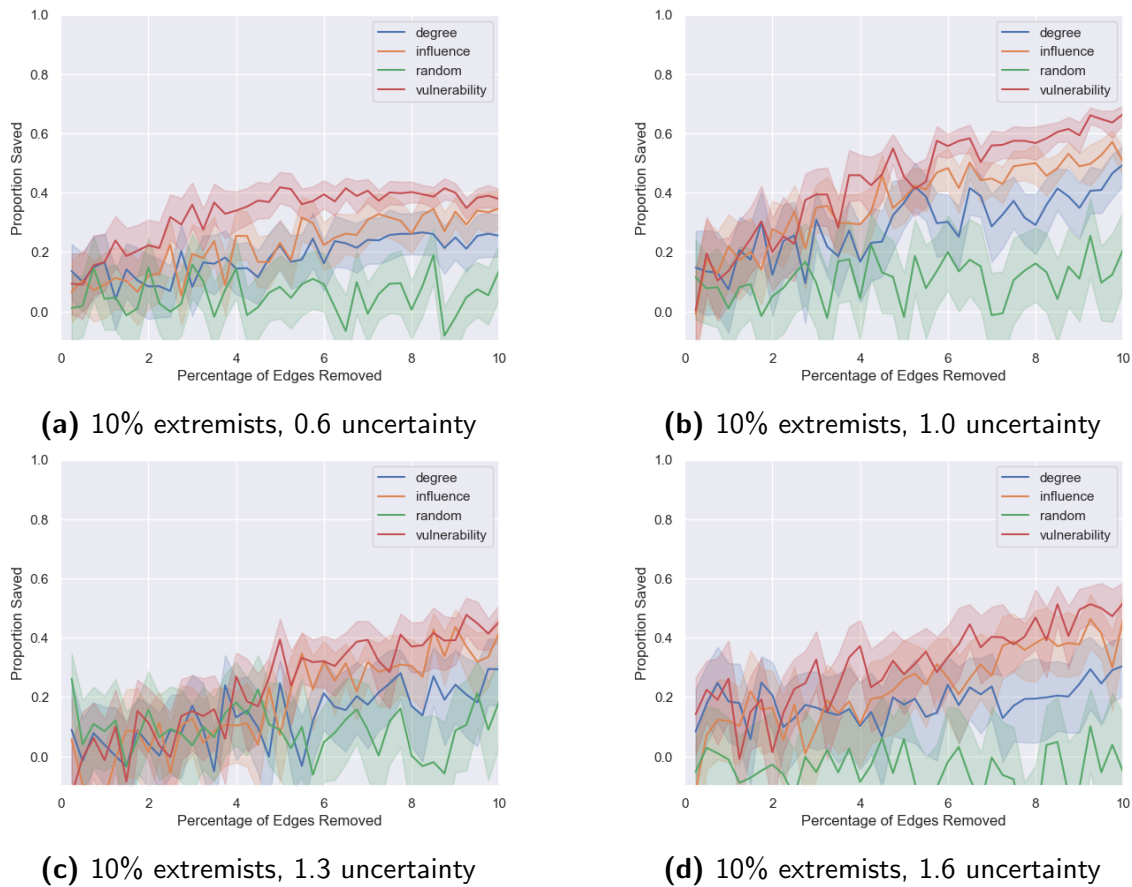 1.0
0.8
0.6
0.4
0.2
0.0
Proportion Saved
0 2 4 6 8 10
Percentage of Edges Removed
degree
influence
random
vulnerability
(a) 10% extremists, 0.6 uncertainty
1.0
0.8
0.6
0.4
0.2
0.0
Proportion Saved
0 2 4 6 8 10
Percentage of Edges Removed
degree
influence
random
vulnerability
(b) 10% extremists, 1.0 uncertainty
1.0
0.8
0.6
0.4
0.2
0.0
Proportion Saved
0 2 4 6 8 10
Percentage of Edges Removed
degree
influence
random
vulnerability
(c) 10% extremists, 1.3 uncertainty
1.0
0.8
0.6
0.4
0.2
0.0
Proportion Saved
0 2 4 6 8 10
Percentage of Edges Removed
degree
influence
random
vulnerability
(d) 10% extremists, 1.6 uncertainty